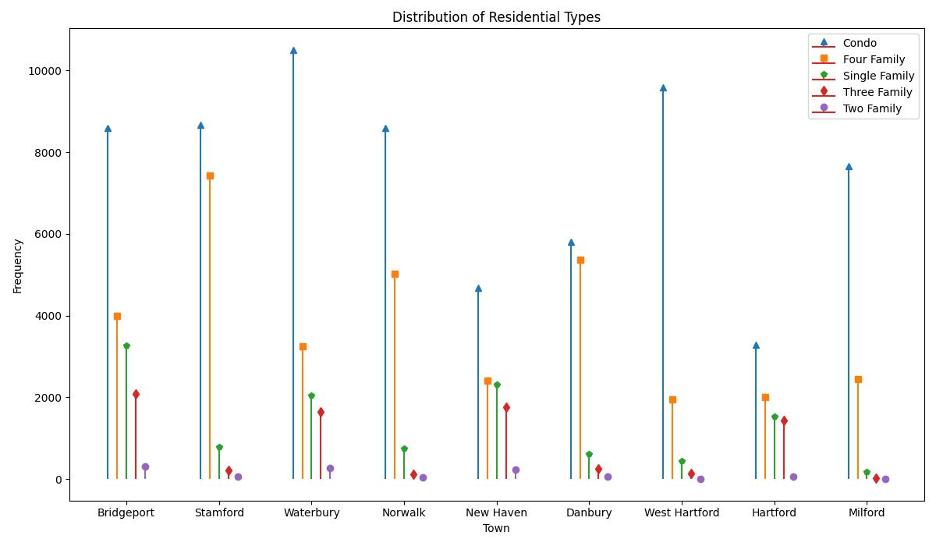 Distribution of Residential Types
Condo
Four Family
Single Family
Three Family
Two Family
Frequency
10000
8000
6000
4000
2000
0
Bridgeport Stamford Waterbury Norwalk New Haven Danbury West Hartford Hartford Milford
Town